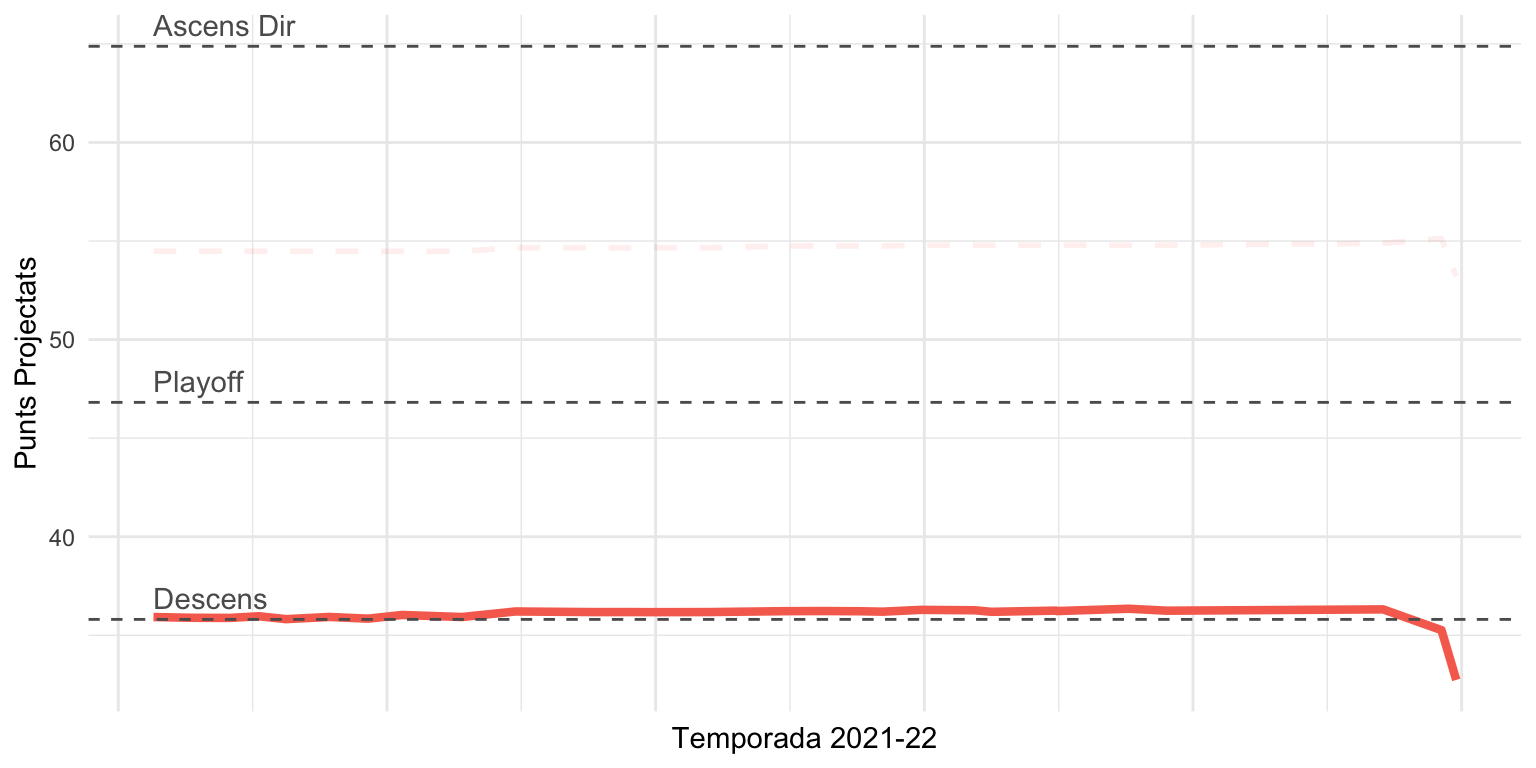 Ascens Dir
60
50
Playoff
40
Descens
Punts Projectats
Temporada 2021-22